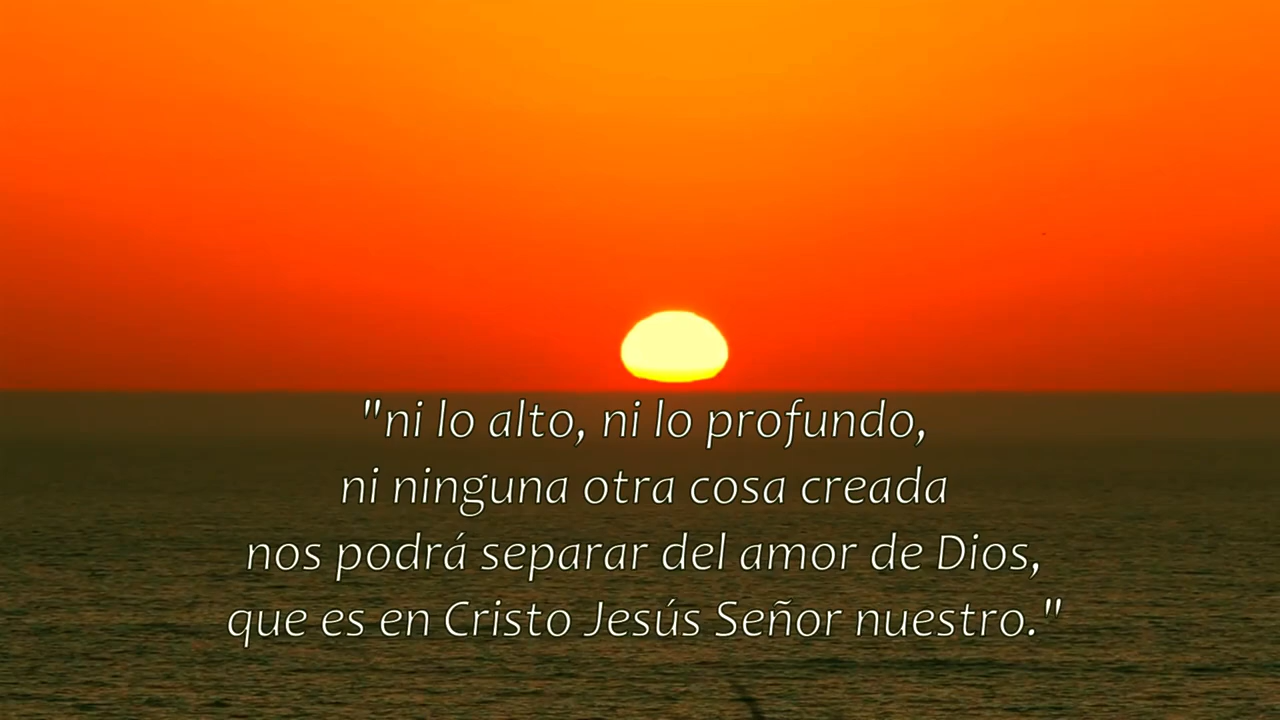 "ni lo alto, ni lo profundo,
ni ninguna otra cosa creada
nos podrá separar del amor de Dios,
que es en Cristo Jesús Señor nuestro."